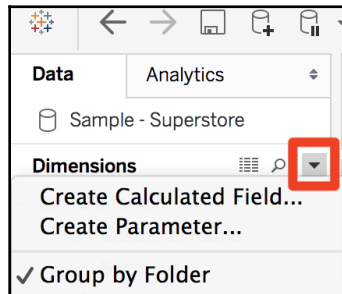 Data Analytics
Sample - Superstore
Dimensions
Create Calculated Field...
Create Parameter...
✓ Group by Folder